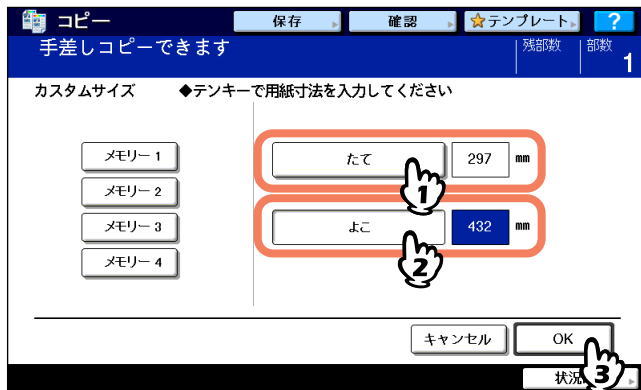 コピー 保存 確認 テンプレート ?
手差しコピーできます 残部数 部数 1
カスタムサイズ ◆テンキーで用紙寸法を入力してください
メモリー 1 たて 297 mm
1
メモリー 2
メモリー 3 よこ 432 mm
2
メモリー 4
キャンセル OK
3
状況